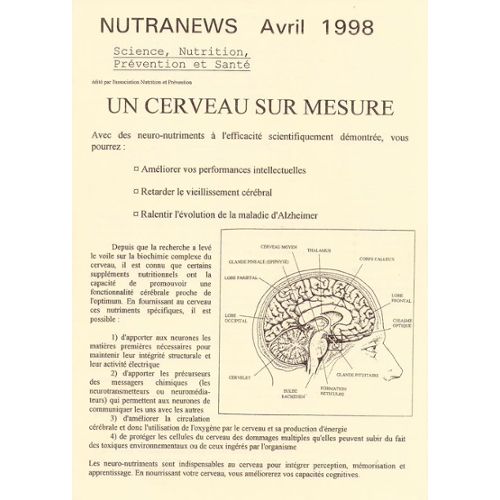 NUTRANEWS Avril 1998
Science, Nutrition,
Prévention et Santé
édité par l'association Nutrition et Prévention
UN CERVEAU SUR MESURE
Avec des neuro-nutriments à l'efficacité scientifiquement démontrée, vous
pourrez :
Améliorer vos performances intellectuelles
Retarder le vieillissement cérébral
Ralentir l'évolution de la maladie d'Alzheimer
Depuis que la recherche a levé
le voile sur la biochimie complexe du
cerveau, il est connu que certains
suppléments nutritionnels ont la
capacité de promouvoir une
fonctionnalité cérébrale proche de
l'optimum. En fournissant au cerveau
ces nutriments spécifiques, il est
possible :
1) d'apporter aux neurones les
matières premières nécessaires pour
maintenir leur intégrité structurale et
leur activité électrique
2) d'apporter les précurseurs
des messagers chimiques (les
neurotransmetteurs ou neuromédia-
teurs) qui permettent aux neurones de
communiquer les uns avec les autres
3) d'améliorer la circulation
cérébrale et donc l'utilisation de l'oxygène par le cerveau et sa production d'énergie
4) de protéger les cellules du cerveau des dommages multiples qu'elles peuvent subir du fait
des toxiques environnementaux ou de ceux ingérés par l'organisme
Les neuro-nutriments sont indispensables au cerveau pour intégrer perception, mémorisation et
apprentissage. En nourrissant votre cerveau, vous améliorerez vos capacités cognitives.
CERVEAU MOYEN
THALAMUS
GLANDE PINEALE (EPIPHYSE)
CORPS CALLEUX
LOBE PARIETAL
LOBE
FRONTAL
LOBE
OCCIPITAL
CHIASME
OPTIQUE
GLANDE PITUITAIRE
CERVELET
BULBE
RACHIDIEN
FORMATION
RETICULEE